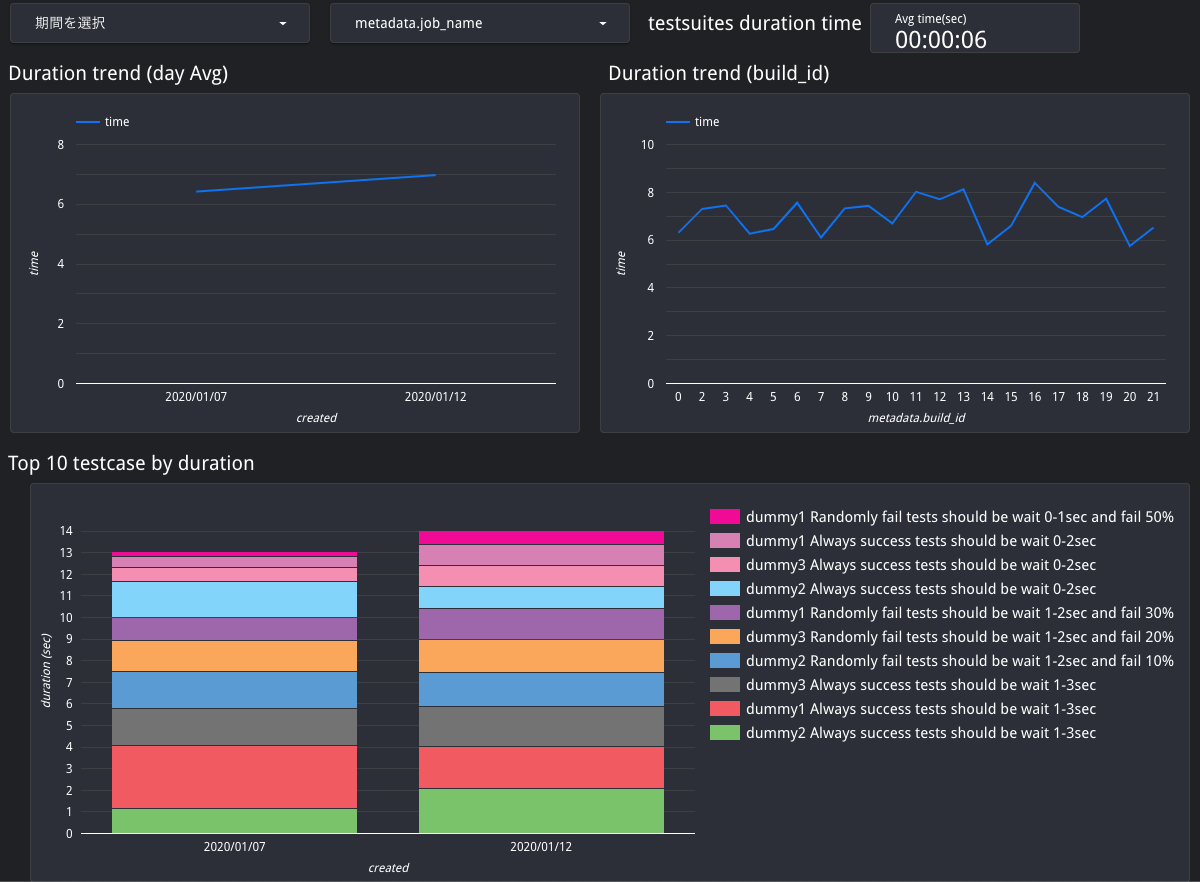 期間を選択
metadata.job_name
testsuites duration time
Avg time(sec)
00:00:06
Duration trend (day Avg)
time
8
6
4
2
0
time
2020/01/07 2020/01/12
created
Duration trend (build_id)
time
10
8
6
4
2
0
time
0 2 3 4 5 6 7 8 9 10 11 12 13 14 15 16 17 18 19 20 21
metadata.build_id
Top 10 testcase by duration
14
13
12
11
10
9
8
7
6
5
4
3
2
1
0
duration (sec)
2020/01/07 2020/01/12
created
dummy1 Randomly fail tests should be wait 0-1sec and fail 50%
dummy1 Always success tests should be wait 0-2sec
dummy3 Always success tests should be wait 0-2sec
dummy2 Always success tests should be wait 0-2sec
dummy1 Randomly fail tests should be wait 1-2sec and fail 30%
dummy3 Randomly fail tests should be wait 1-2sec and fail 20%
dummy2 Randomly fail tests should be wait 1-2sec and fail 10%
dummy3 Always success tests should be wait 1-3sec
dummy1 Always success tests should be wait 1-3sec
dummy2 Always success tests should be wait 1-3sec